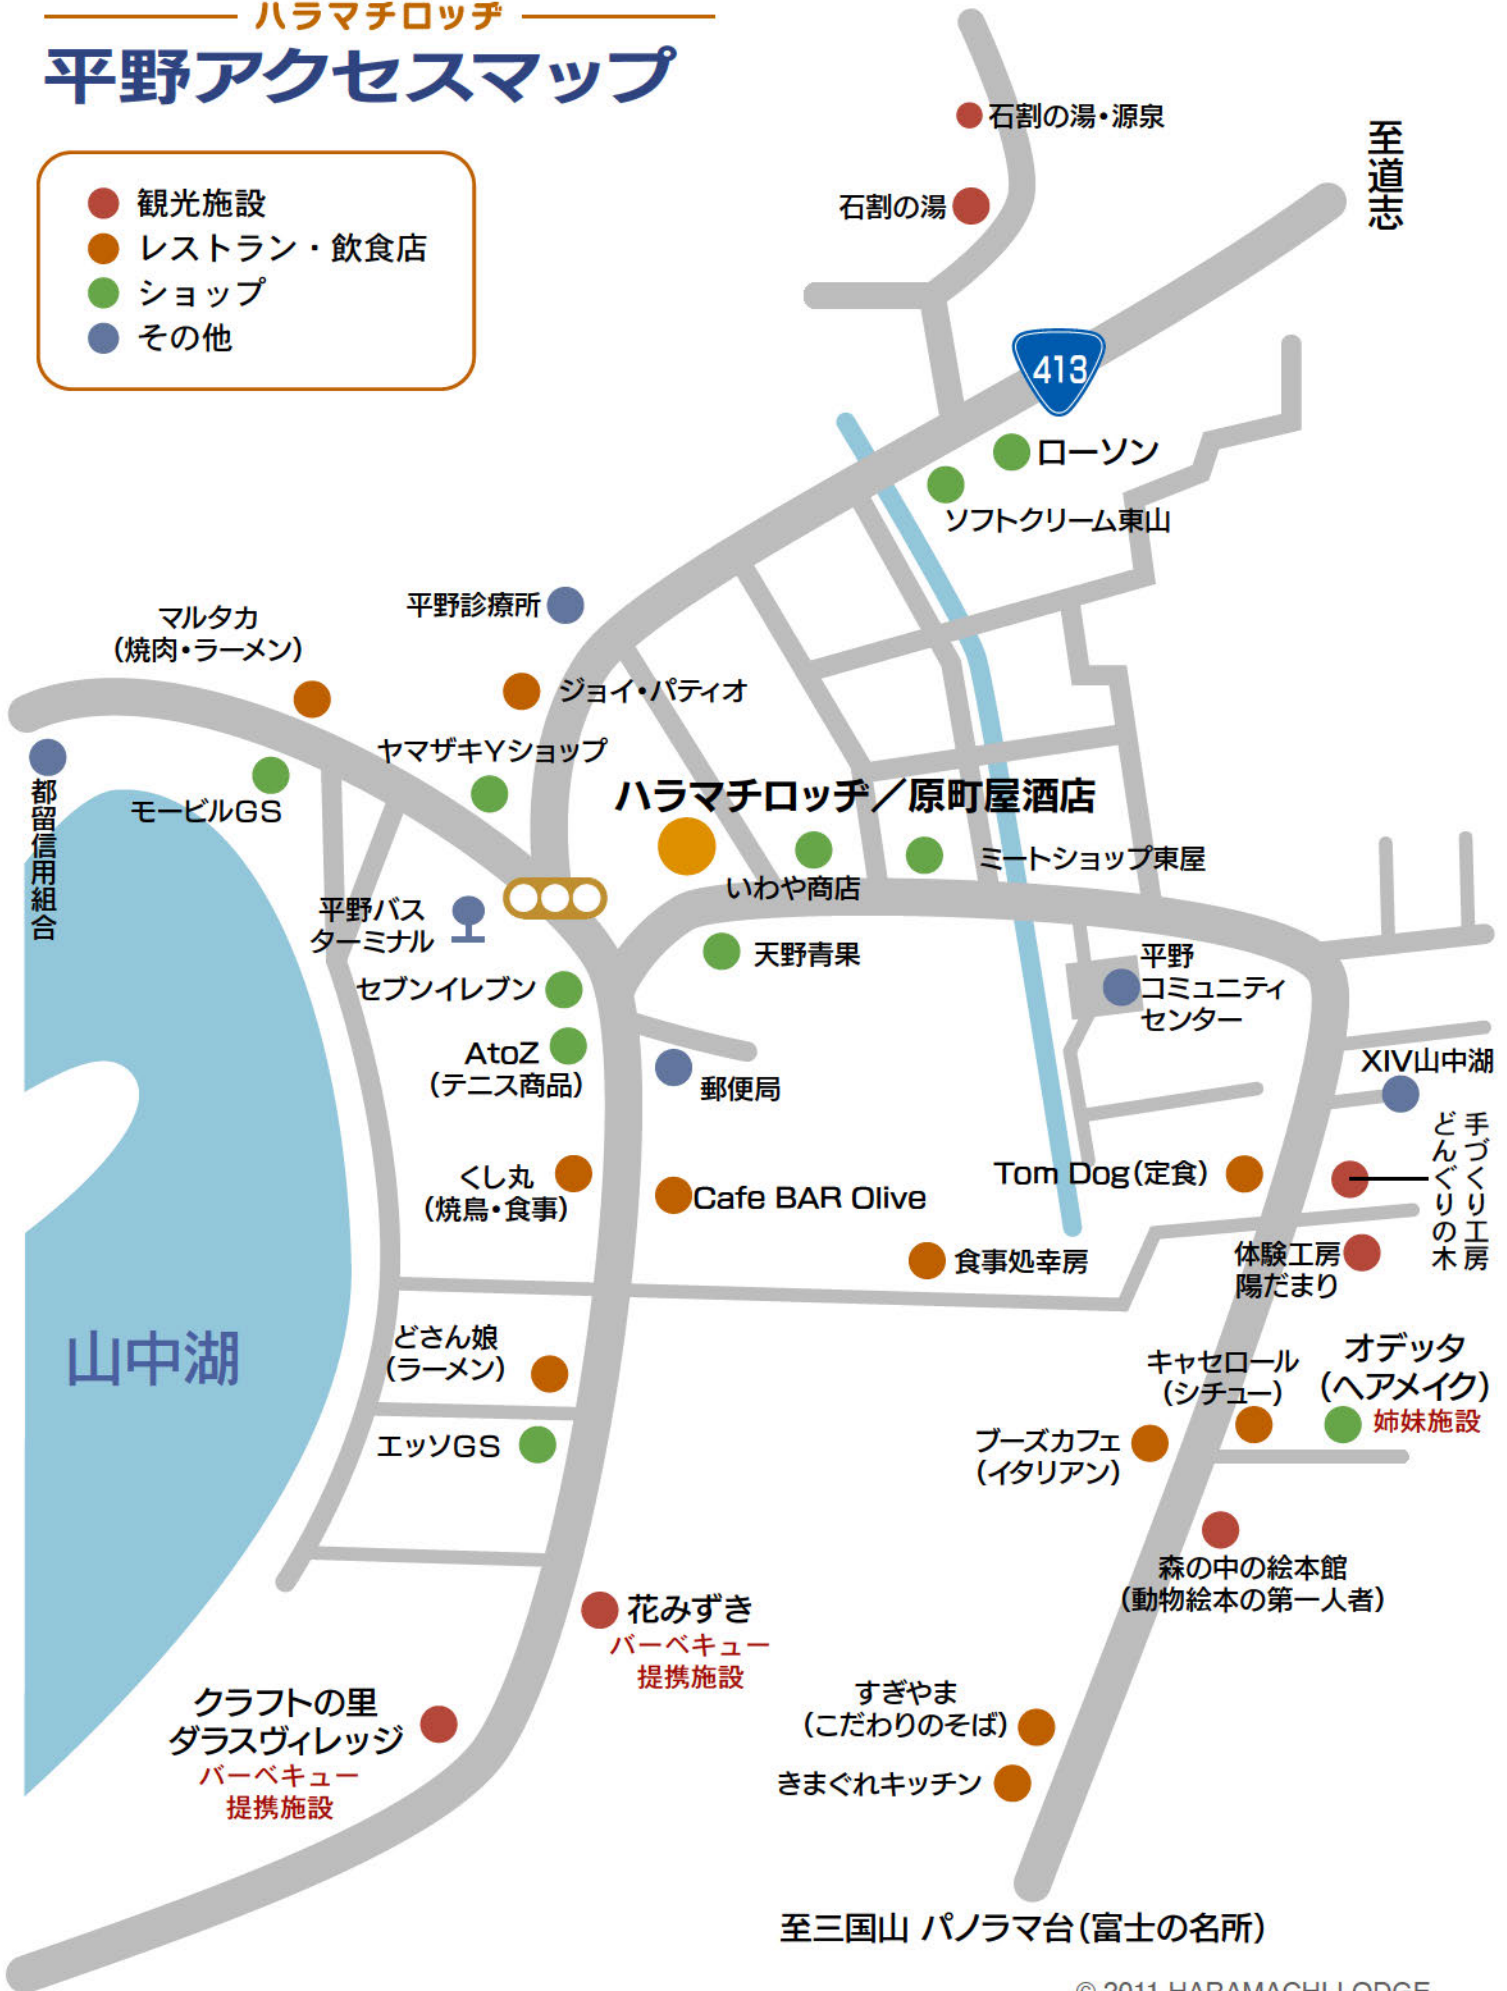 ハラマチロッヂ
平野アクセスマップ
観光施設
レストラン・飲食店
ショップ
その他
石割の湯・源泉
石割の湯
至道志
413
ローソン
ソフトクリーム東山
平野診療所
マルタカ
（焼肉・ラーメン）
ジョイ・パティオ
ヤマザキYショップ
都留信用組合
モービルGS
ハラマチロッヂ／原町屋酒店
いわや商店
ミートショップ東屋
平野バス
ターミナル
天野青果
平野
コミュニティ
センター
セブンイレブン
AtoZ
（テニス商品）
郵便局
XIV山中湖
手づくり工房
どんぐりの木
くし丸
（焼鳥・食事）
Cafe BAR Olive
Tom Dog（定食）
食事処幸房
体験工房
陽だまり
山中湖
どさん娘
（ラーメン）
キャセロール
（シチュー）
オデッタ
（ヘアメイク）
姉妹施設
エッソGS
ブーズカフェ
（イタリアン）
森の中の絵本館
（動物絵本の第一人者）
花みずき
バーベキュー
提携施設
クラフトの里
ダラスヴィレッジ
バーベキュー
提携施設
すぎやま
（こだわりのそば）
きまぐれキッチン
至三国山 パノラマ台（富士の名所）
© 2011 HARAMACHI LODGE